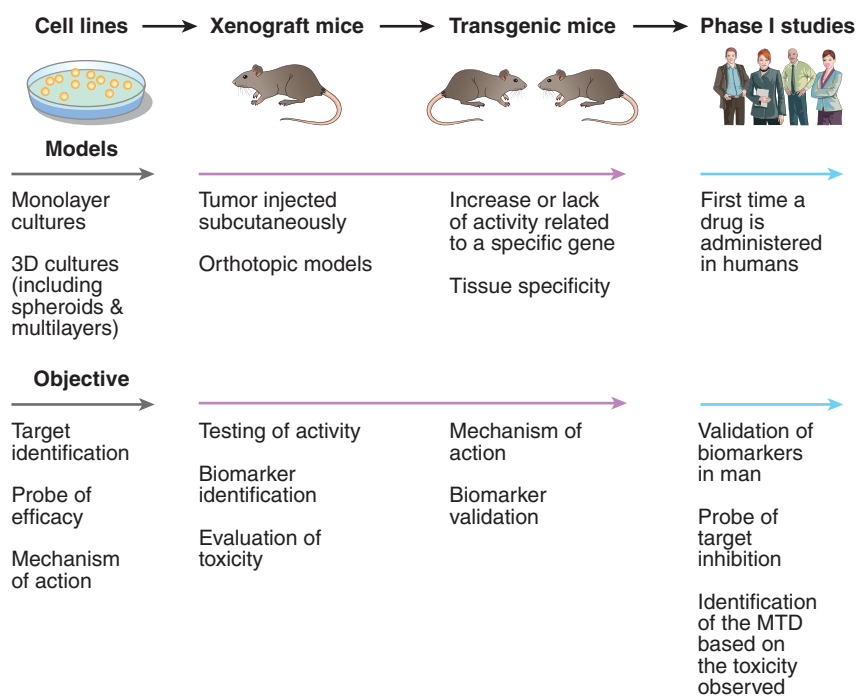 Cell lines
Xenograft mice
Transgenic mice
Phase I studies
Models
Monolayer
cultures
3D cultures
(including
spheroids &
multilayers)
Tumor injected
subcutaneously
Orthotopic models
Increase or lack
of activity related
to a specific gene
Tissue specificity
First time a
drug is
administered
in humans
Objective
Target
identification
Probe of
efficacy
Mechanism
of action
Testing of activity
Biomarker
identification
Evaluation of
toxicity
Mechanism of
action
Biomarker
validation
Validation of
biomarkers
in man
Probe of
target
inhibition
Identification
of the MTD
based on
the toxicity
observed